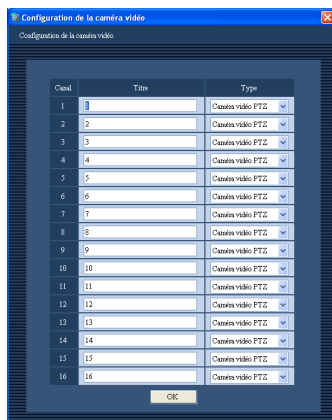 Configuration de la caméra vidéo
Configuration de la caméra vidéo
Canal Titre Type
1 1 Caméra vidéo PTZ
2 2 Caméra vidéo PTZ
3 3 Caméra vidéo PTZ
4 4 Caméra vidéo PTZ
5 5 Caméra vidéo PTZ
6 6 Caméra vidéo PTZ
7 7 Caméra vidéo PTZ
8 8 Caméra vidéo PTZ
9 9 Caméra vidéo PTZ
10 10 Caméra vidéo PTZ
11 11 Caméra vidéo PTZ
12 12 Caméra vidéo PTZ
13 13 Caméra vidéo PTZ
14 14 Caméra vidéo PTZ
15 15 Caméra vidéo PTZ
16 16 Caméra vidéo PTZ
OK